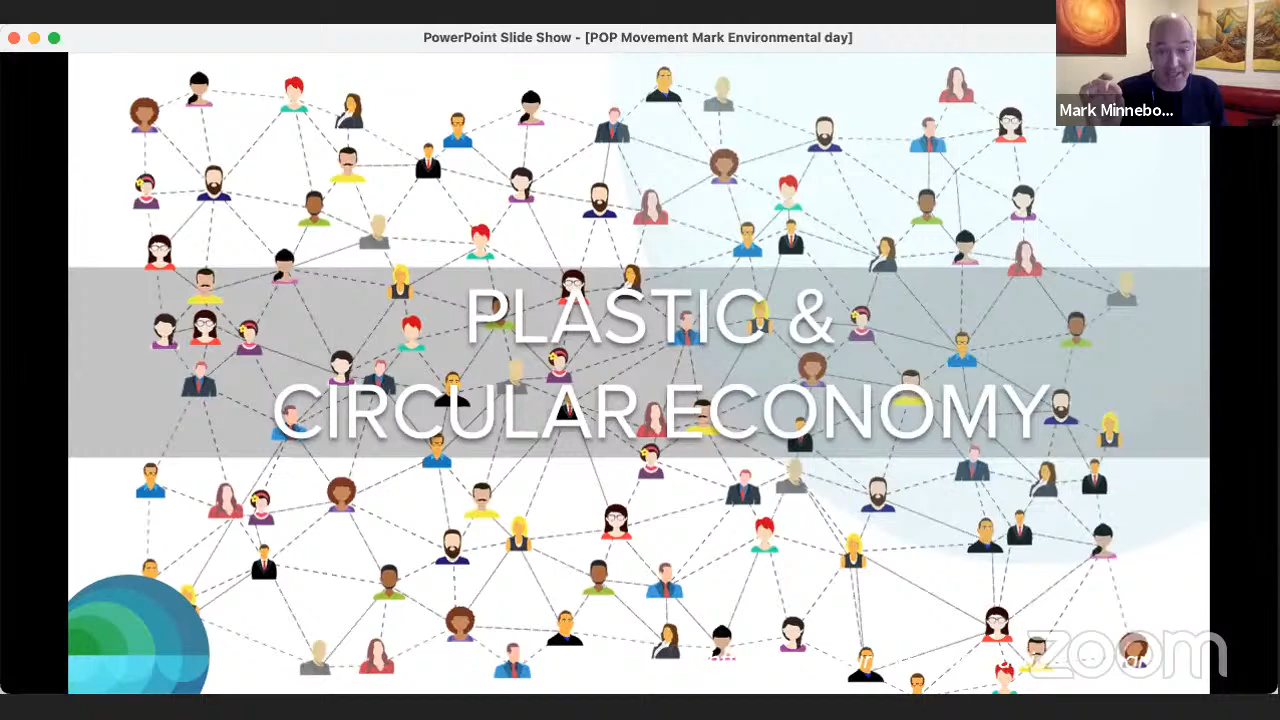 PowerPoint Slide Show - [POP Movement Mark Environmental day]
Mark Minnebo...
PLASTIC &
CIRCULAR ECONOMY
zoom